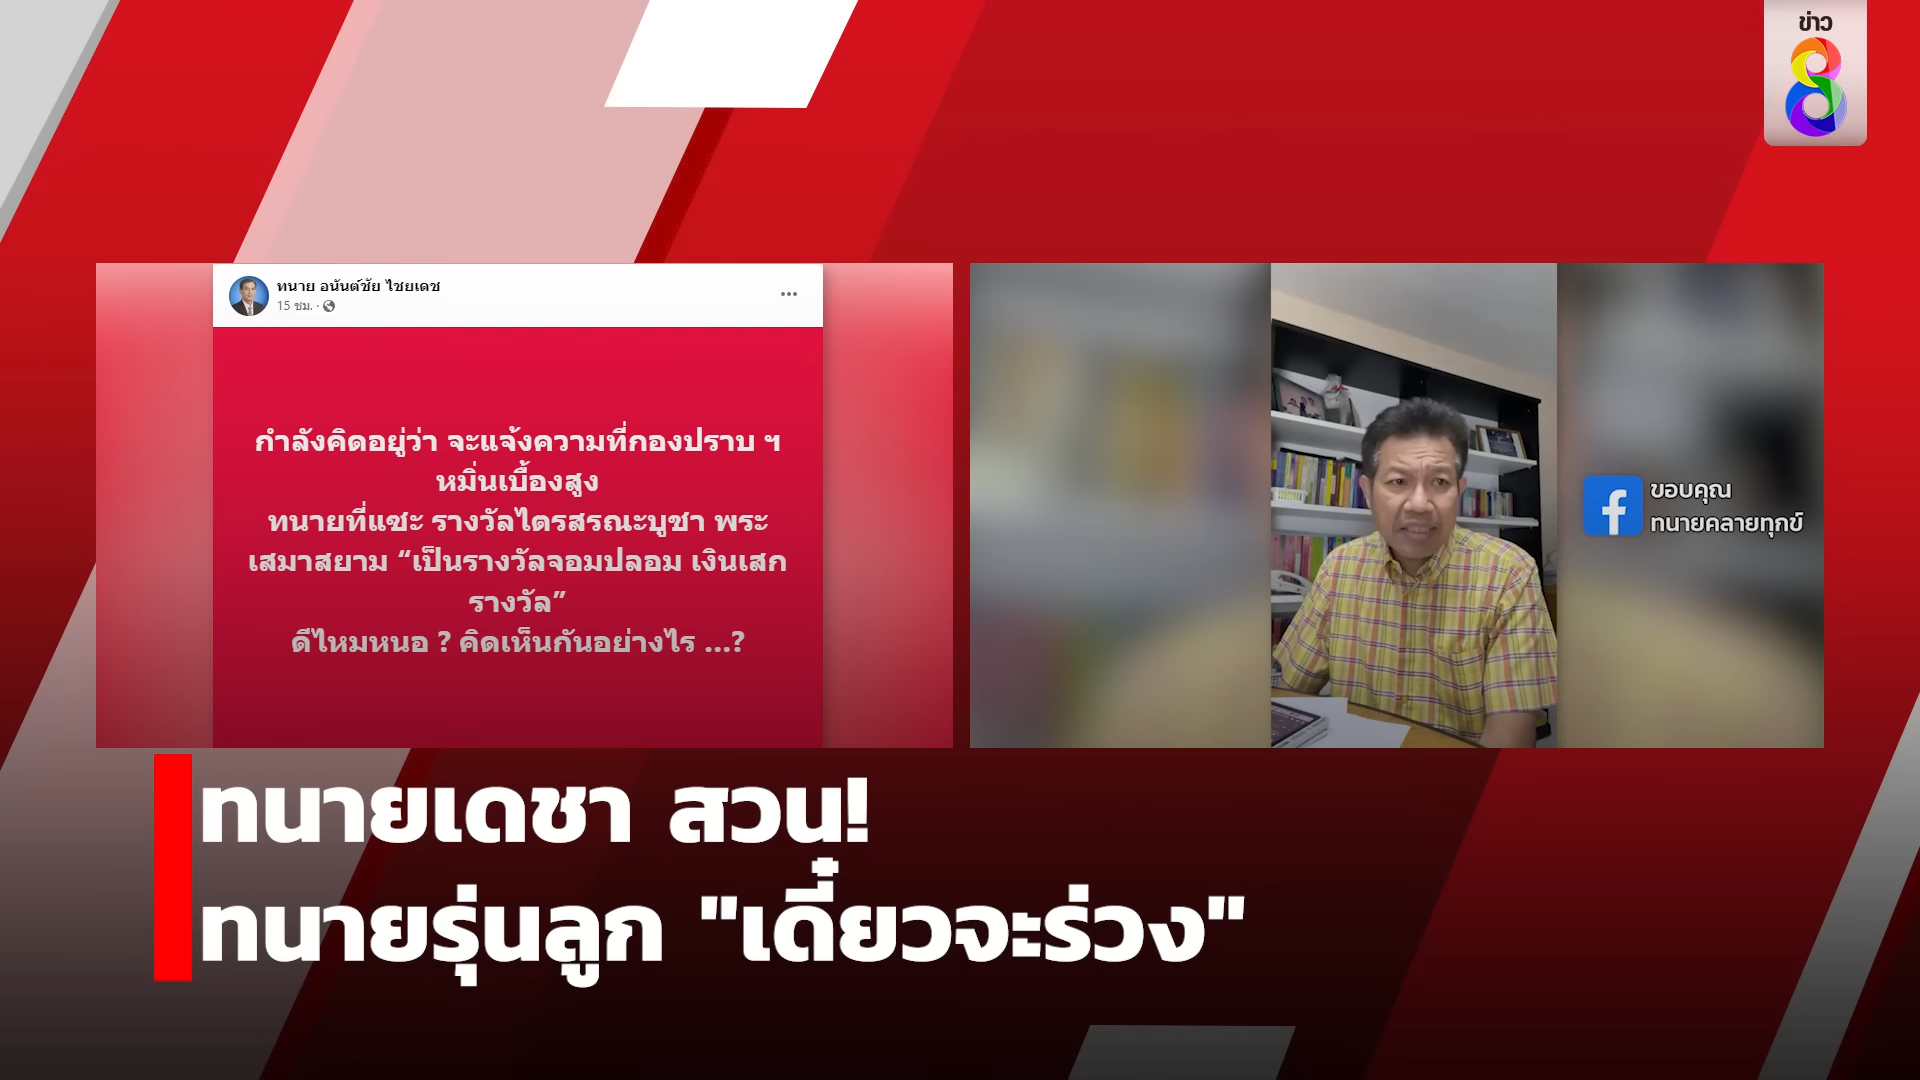 ข่าว
8
ทนาย อนันต์ชัย ไชยเดช
15 ชม.
กำลังคิดอยู่ว่า จะแจ้งความที่กองปราบ ฯ
หมิ่นเบื้องสูง
ทนายที่แซะ รางวัลไตรสรณะบูชา พระ
เสมาสยาม “เป็นรางวัลจอมปลอม เงินเสก
รางวัล”
ดีไหมหนอ ? คิดเห็นกันอย่างไร ...?
ขอบคุณ
ทนายคลายทุกข์
ทนายเดชา สวน!
ทนายรุ่นลูก "เดี๋ยวจะร่วง"